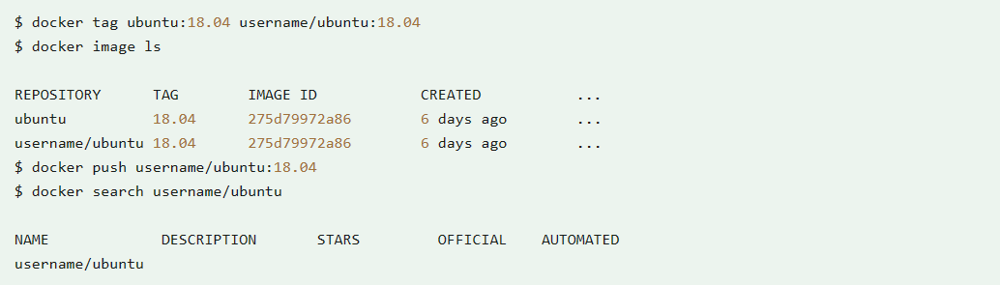 $ docker tag ubuntu:18.04 username/ubuntu:18.04
$ docker image ls
REPOSITORY      TAG        IMAGE ID            CREATED           ...
ubuntu          18.04      275d79972a86        6 days ago        ...
username/ubuntu 18.04      275d79972a86        6 days ago        ...
$ docker push username/ubuntu:18.04
$ docker search username/ubuntu
NAME             DESCRIPTION       STARS         OFFICIAL    AUTOMATED
username/ubuntu